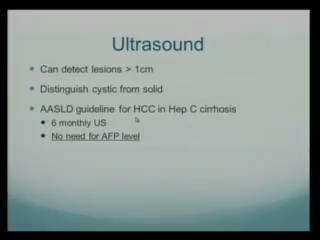 Ultrasound
Can detect lesions > 1cm
Distinguish cystic from solid
AASLD guideline for HCC in Hep C cirrhosis
6 monthly US
No need for AFP level